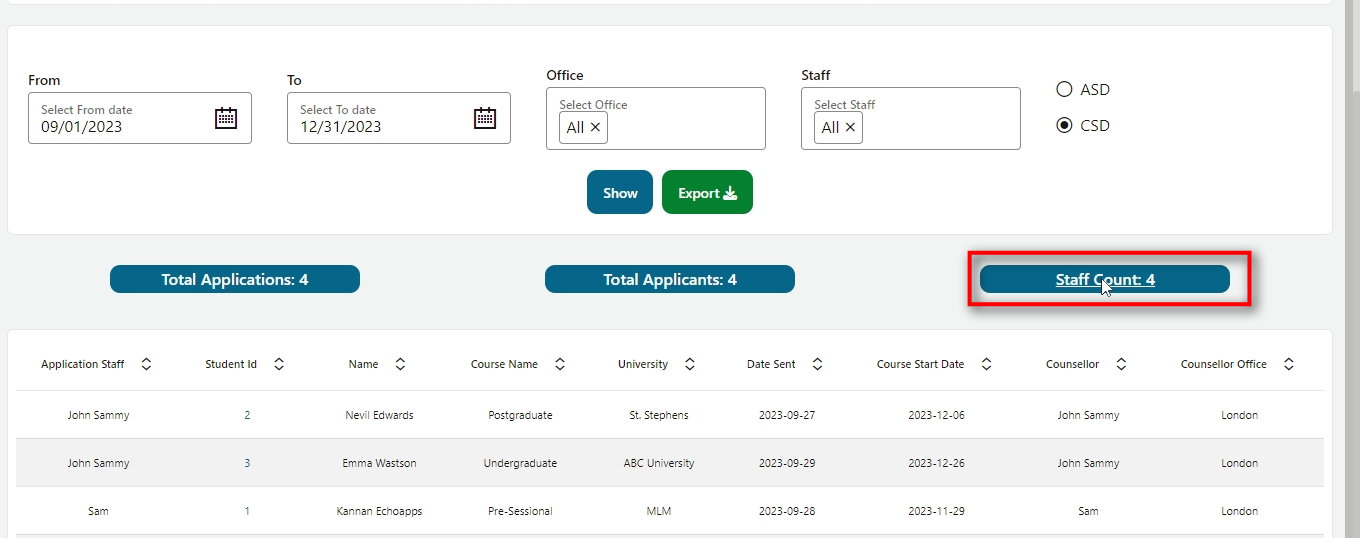 From To Office Staff
Select From date Select To date Select Office Select Staff ASD
09/01/2023 12/31/2023 All × All × CSD
Show Export
Total Applications: 4 Total Applicants: 4 Staff Count: 4
Application Staff Student Id Name Course Name University Date Sent Course Start Date Counsellor Counsellor Office
John Sammy 2 Nevil Edwards Postgraduate St. Stephens 2023-09-27 2023-12-06 John Sammy London
John Sammy 3 Emma Wastson Undergraduate ABC University 2023-09-29 2023-12-26 John Sammy London
Sam 1 Kannan Echoapps Pre-Sessional MLM 2023-09-28 2023-11-29 Sam London